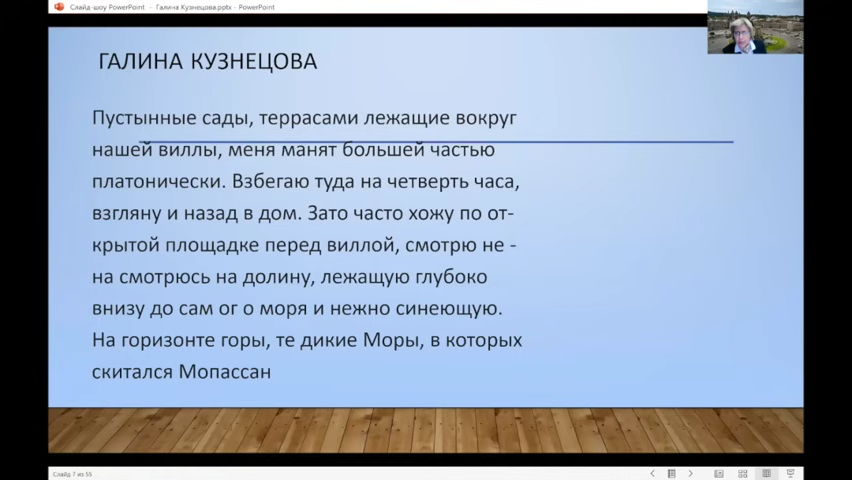 Слайд-шоу PowerPoint - Галина Кузнецова.pptx - PowerPoint
ГАЛИНА КУЗНЕЦОВА
Пустынные сады, террасами лежащие вокруг
нашей виллы, меня манят большей частью
платонически. Взбегаю туда на четверть часа,
взгляну и назад в дом. Зато часто хожу по от-
крытой площадке перед виллой, смотрю не -
на смотрюсь на долину, лежащую глубоко
внизу до сам ог о моря и нежно синеющую.
На горизонте горы, те дикие Моры, в которых
скитался Мопассан
Слайд 7 из 55